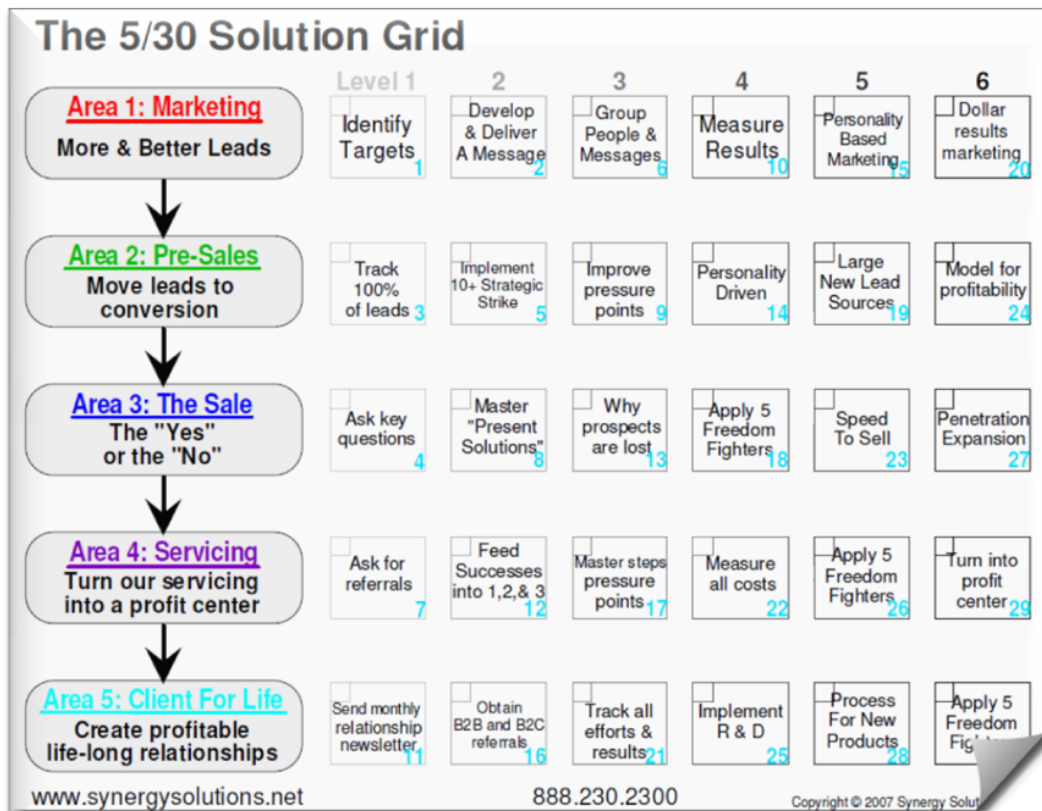 The 5/30 Solution Grid
Level 1 2 3 4 5 6
Area 1: Marketing
More & Better Leads
Identify
Targets
1
Develop
& Deliver
A Message
2
Group
People &
Messages
6
Measure
Results
10
Personality
Based
Marketing
15
Dollar
results
marketing
20
Area 2: Pre-Sales
Move leads to
conversion
Track
100%
of leads
3
Implement
10+ Strategic
Strike
5
Improve
pressure
points
9
Personality
Driven
14
Large
New Lead
Sources
19
Model for
profitability
24
Area 3: The Sale
The "Yes"
or the "No"
Ask key
questions
4
Master
"Present
Solutions"
8
Why
prospects
are lost
13
Apply 5
Freedom
Fighters
18
Speed
To Sell
23
Penetration
Expansion
27
Area 4: Servicing
Turn our servicing
into a profit center
Ask for
referrals
7
Feed
Successes
into 1,2,& 3
12
Master steps
pressure
points
17
Measure
all costs
22
Apply 5
Freedom
Fighters
26
Turn into
profit
center
29
Area 5: Client For Life
Create profitable
life-long relationships
Send monthly
relationship
newsletter
11
Obtain
B2B and B2C
referrals
16
Track all
efforts &
results
21
Implement
R & D
25
Process
For New
Products
28
Apply 5
Freedom
www.synergysolutions.net
888.230.2300
Copyright © 2007 Synergy